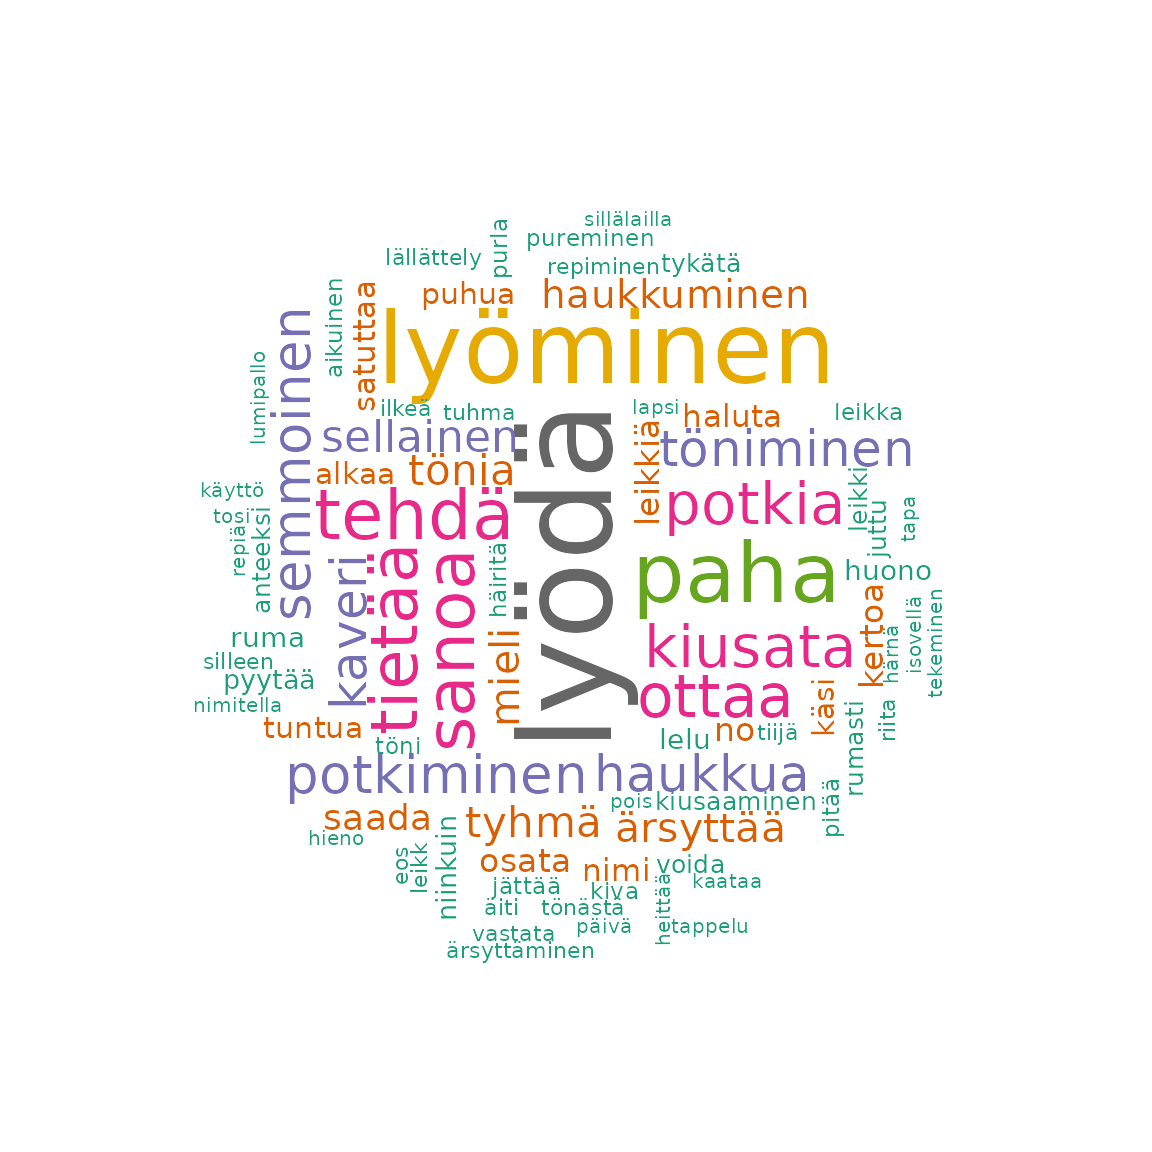 sillälailla
purla
pureminen
lällättely
repiminen
tykätä
aikuinen
satuttaa
puhua
haukkuminen
semmoinen
lyöminen
lumipallo
ilkeä
tuhma
lapsi
haluta
leikka
lyödä
sellainen
leikkiä
töniminen
alkaa
töniä
käyttö
tehdä
potkia
leikki
juttu
tapa
tosi
repiä
anteeksi
häiritä
paha
huono
kaveri
tietää
sanoa
kertoa
härnä
isovellä
tekeminen
ruma
mieli
kiusata
silleen
pyytää
ottaa
käsi
nimitella
tuntua
töni
lelu
no
tiijä
rumasti
riita
potkiminen
haukkua
pois
kiusaaminen
pitää
saada
tyhmä
ärsyttää
hieno
eos
leikk
niinkuin
osata
nimi
voida
jättää
kiva
heittää
kaataa
äiti
tönästä
vastata
päivä
tappelu
ärsyttäminen